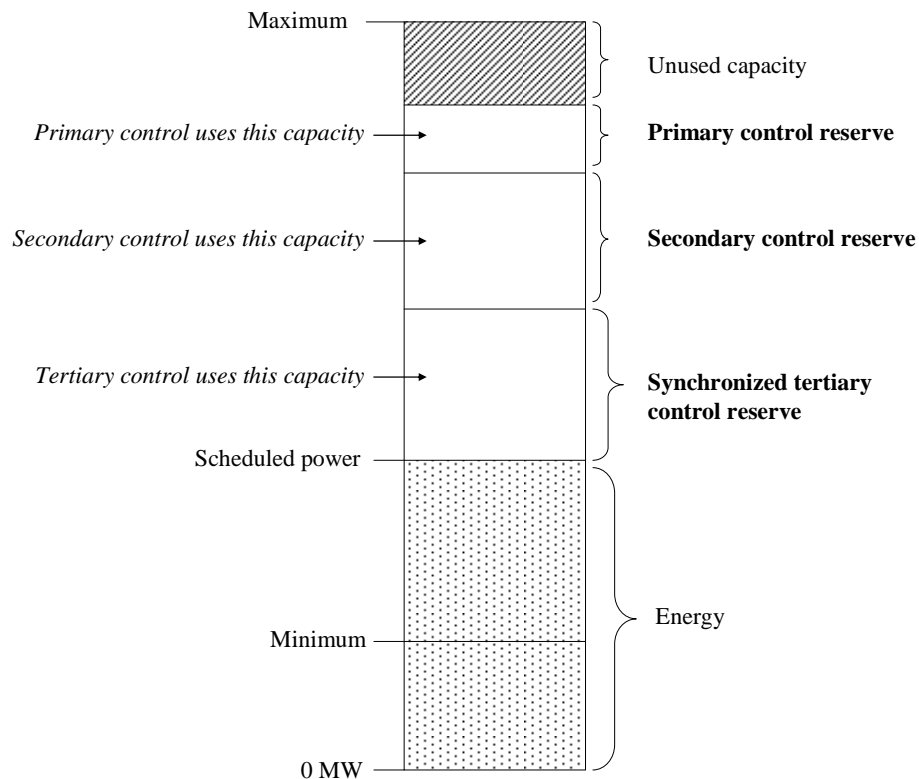 Maximum
Unused capacity
Primary control uses this capacity
Primary control reserve
Secondary control uses this capacity
Secondary control reserve
Tertiary control uses this capacity
Synchronized tertiary
control reserve
Scheduled power
Energy
Minimum
0 MW